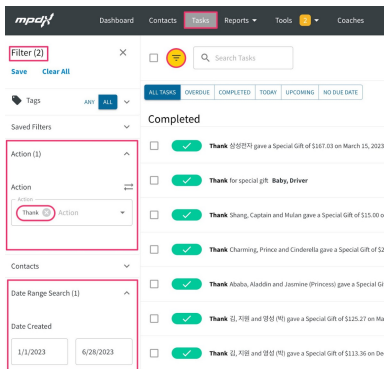 mpdx Dashboard Contacts Tasks Reports Tools 2 Coaches
Filter (2)
Search Tasks
Save Clear All
Tags ANY ALL
ALL TASKS OVERDUE COMPLETED TODAY UPCOMING NO DUE DATE
Saved Filters
Completed
Action (1)
Thank 삼성전자 gave a Special Gift of $167.03 on March 15, 2023
Action
Thank for special gift Baby, Driver
Action
Thank Action
Thank Shang, Captain and Mulan gave a Special Gift of $15.00 o
Thank Charming, Prince and Cinderella gave a Special Gift of $2
Contacts
Thank Ababa, Aladdin and Jasmine (Princess) gave a Special Gi
Date Range Search (1)
Thank 김, 지원 and 영성 (박) gave a Special Gift of $125.27 on Ma
Date Created
1/1/2023 6/28/2023
Thank 김, 지원 and 영성 (박) gave a Special Gift of $113.36 on De